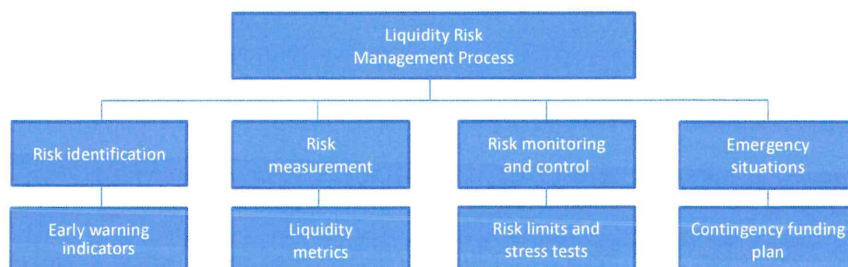 Liquidity Risk
Management Process
Risk identification
Risk
measurement
Risk monitoring
and control
Emergency
situations
Early warning
indicators
Liquidity
metrics
Risk limits and
stress tests
Contingency funding
plan